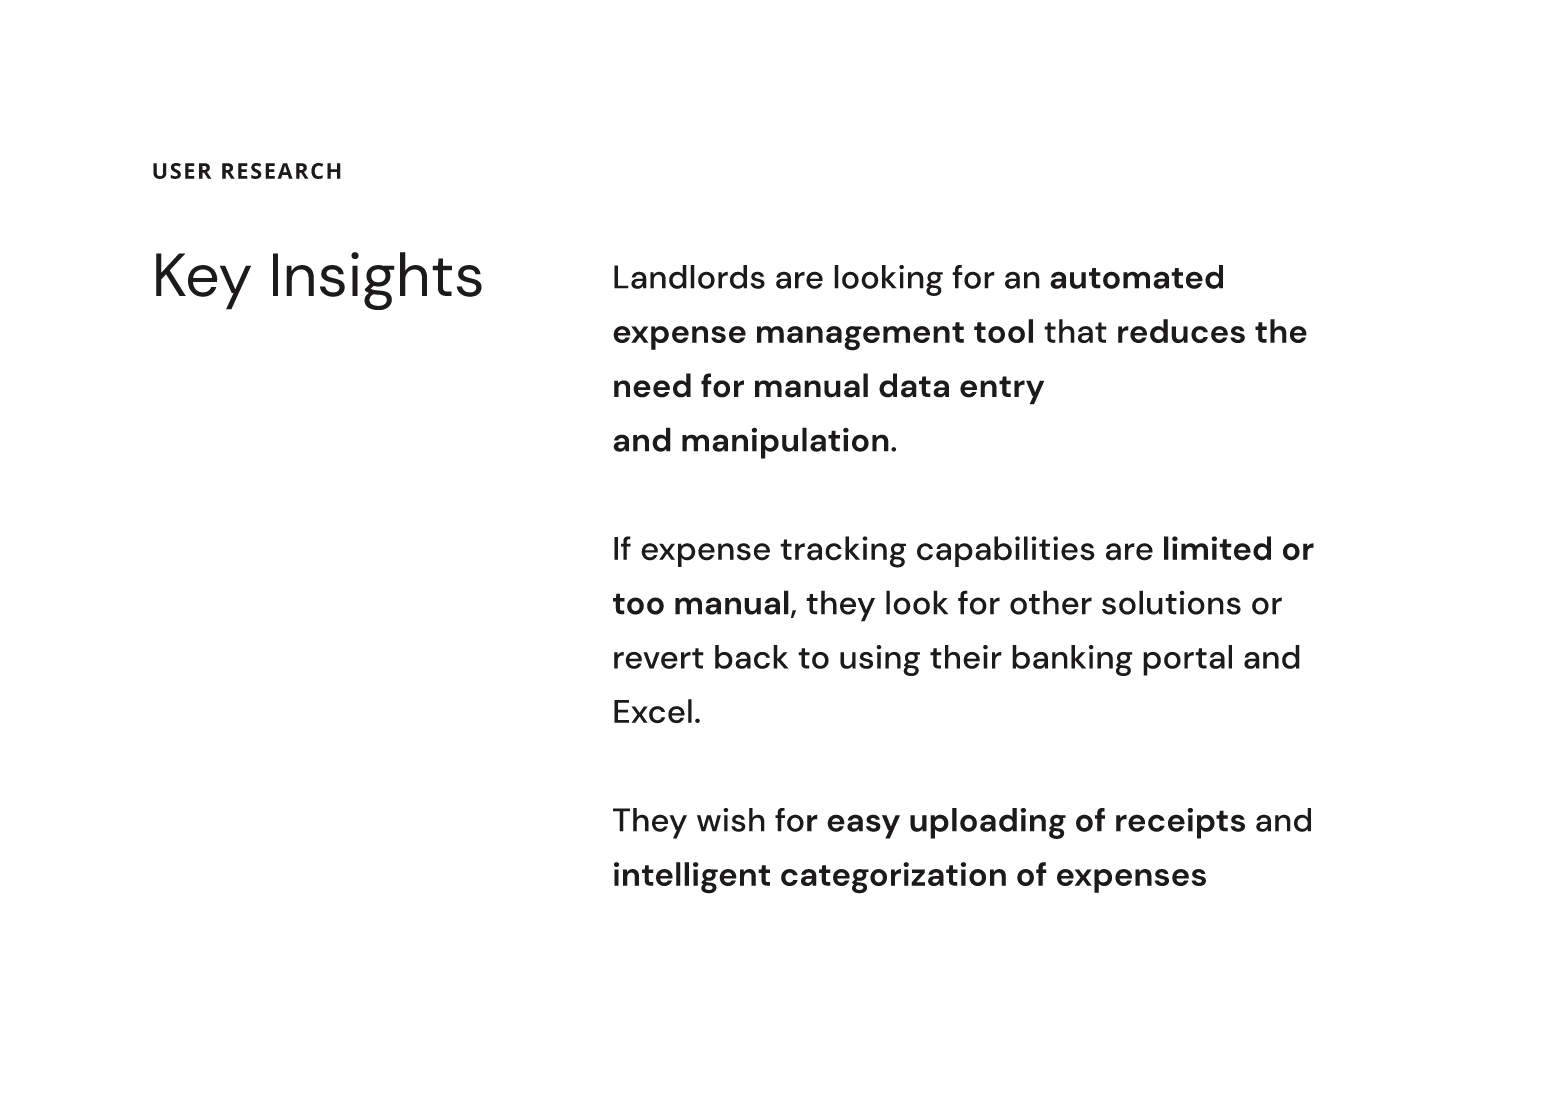 USER RESEARCH
Key Insights
Landlords are looking for an automated
expense management tool that reduces the
need for manual data entry
and manipulation.
If expense tracking capabilities are limited or
too manual, they look for other solutions or
revert back to using their banking portal and
Excel.
They wish for easy uploading of receipts and
intelligent categorization of expenses